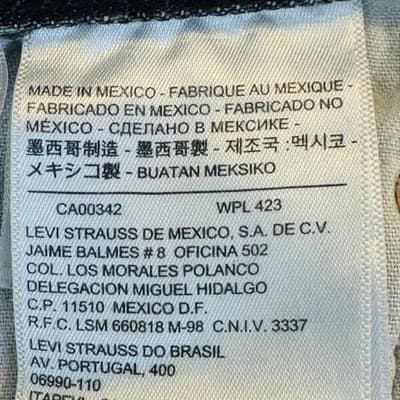 MADE IN MEXICO - FABRIQUE AU MEXIQUE -
FABRICADO EN MEXICO - FABRICADO NO
MÉXICO - СДЕЛАНО В МЕКСИКЕ -
墨西哥制造 - 墨西哥製 - 제조국 :멕시코 -
メキシコ製 - BUATAN MEKSIKO
CA00342 WPL 423
LEVI STRAUSS DE MEXICO, S.A. DE C.V.
JAIME BALMES # 8 OFICINA 502
COL. LOS MORALES POLANCO
DELEGACION MIGUEL HIDALGO
C.P. 11510 MEXICO D.F.
R.F.C. LSM 660818 M-98 C.N.I.V. 3337
LEVI STRAUSS DO BRASIL
AV. PORTUGAL, 400
06990-110